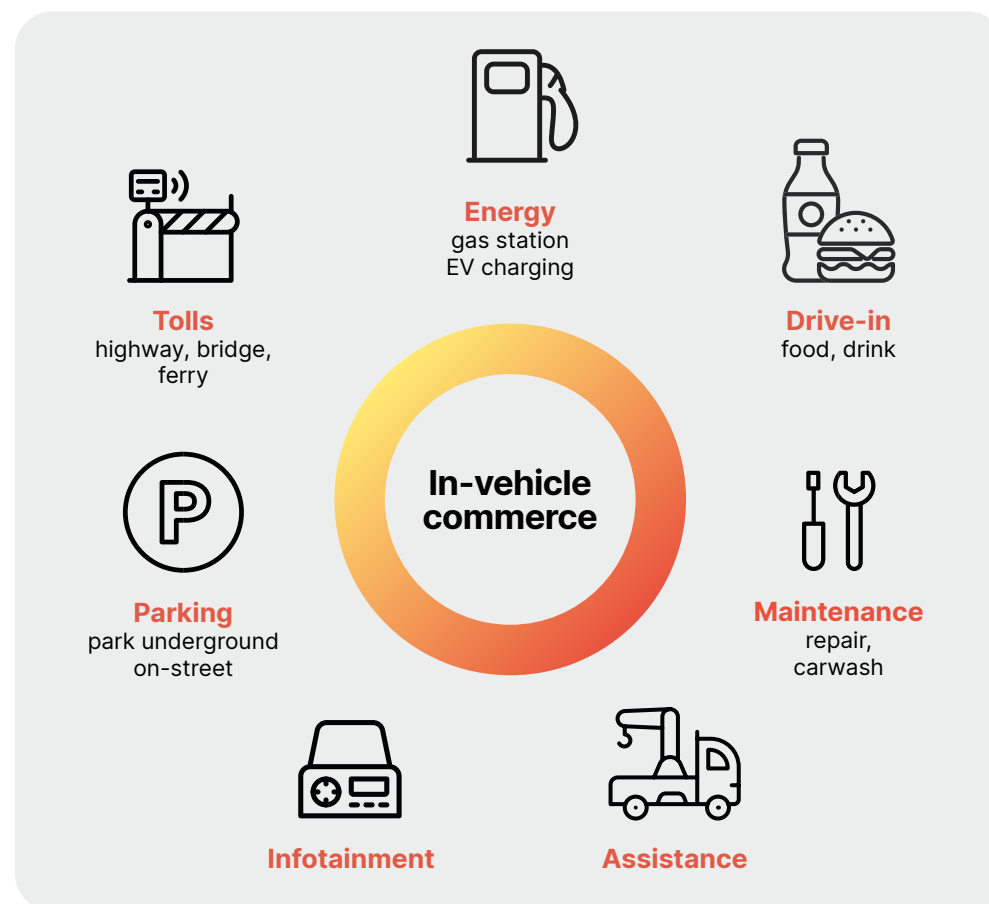 Energy
gas station
EV charging
Drive-in
food, drink
Tolls
highway, bridge,
ferry
In-vehicle
commerce
P
Parking
park underground
on-street
Maintenance
repair,
carwash
Infotainment
Assistance